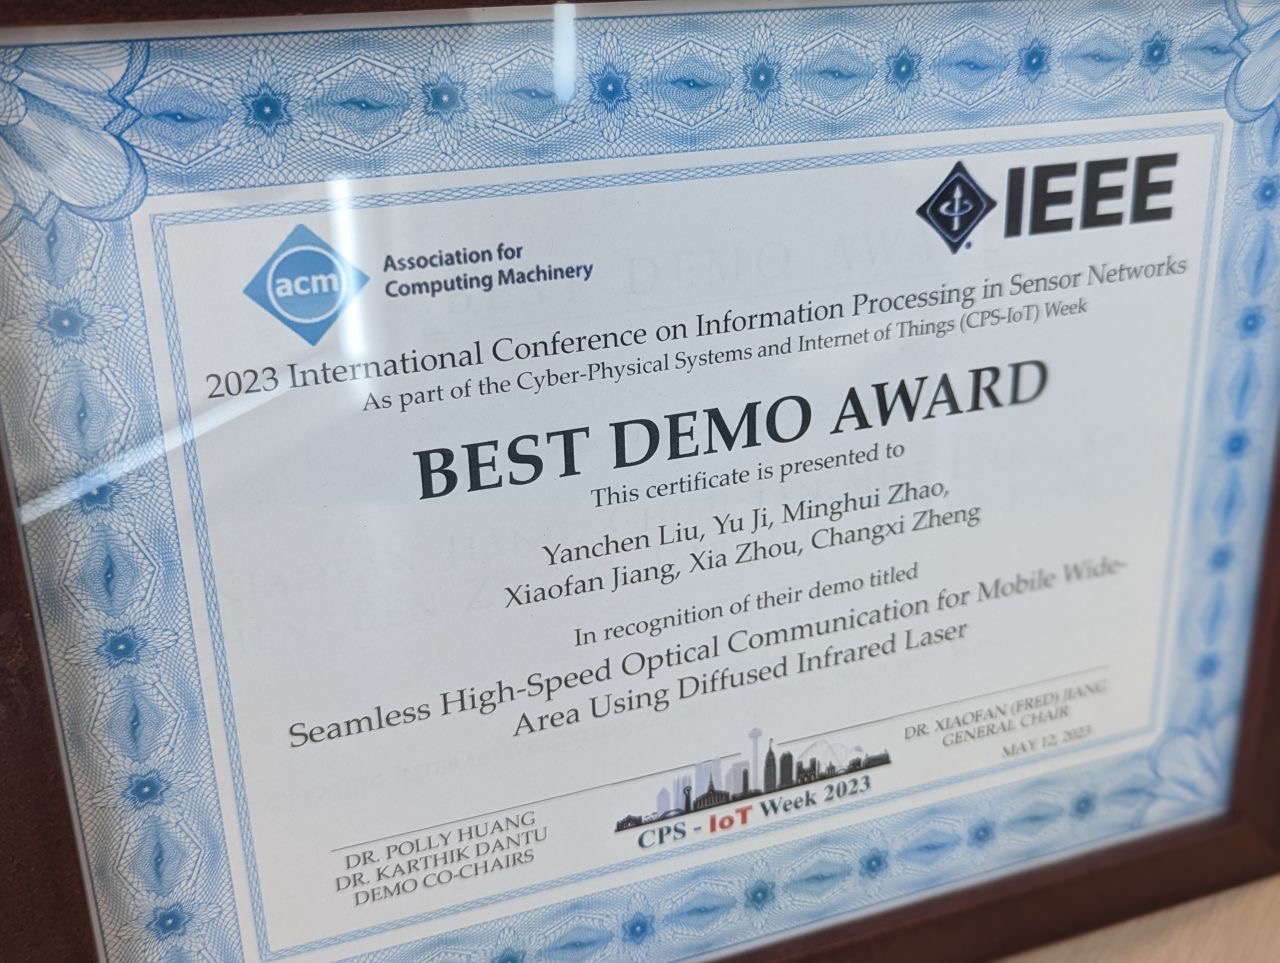 acm
Association for
Computing Machinery
IEEE
2023 International Conference on Information Processing in Sensor Networks
As part of the Cyber-Physical Systems and Internet of Things (CPS-IoT) Week
BEST DEMO AWARD
This certificate is presented to
Yanchen Liu, Yu Ji, Minghui Zhao,
Xiaofan Jiang, Xia Zhou, Changxi Zheng
In recognition of their demo titled
Seamless High-Speed Optical Communication for Mobile Wide-
Area Using Diffused Infrared Laser
DR. POLLY HUANG
DR. KARTHIK DANTU
DEMO CO-CHAIRS
CPS - IoT Week 2023
DR. XIAOFAN (FRED) JIANG
GENERAL CHAIR
MAY 12, 2023